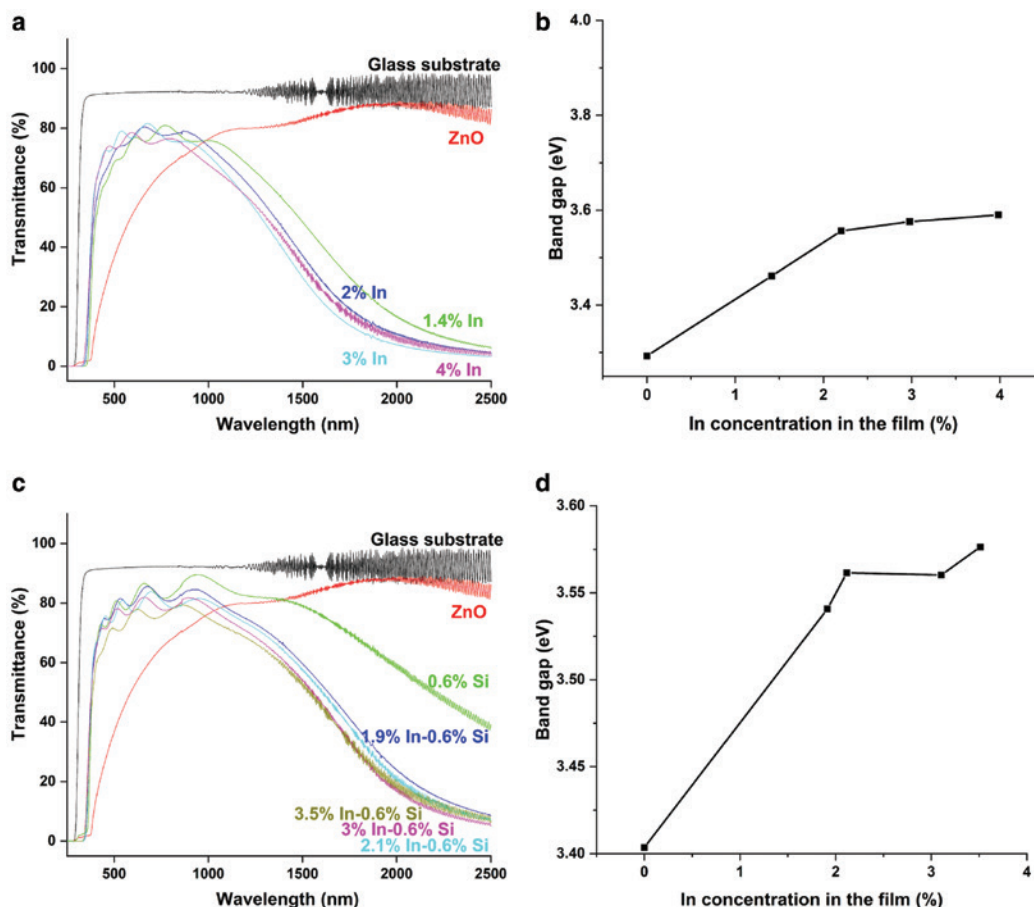 a
100
80
60
40
20
0
Transmittance (%)
Glass substrate
ZnO
2% In
1.4% In
3% In
4% In
500
1000
1500
2000
2500
Wavelength (nm)
b
4.0
3.8
3.6
3.4
Band gap (eV)
0
1
2
3
4
In concentration in the film (%)
c
100
80
60
40
20
0
Transmittance (%)
Glass substrate
ZnO
0.6% Si
1.9% In-0.6% Si
3.5% In-0.6% Si
3% In-0.6% Si
2.1% In-0.6% Si
500
1000
1500
2000
2500
Wavelength (nm)
d
3.60
3.55
3.50
3.45
3.40
Band gap (eV)
0
1
2
3
4
In concentration in the film (%)